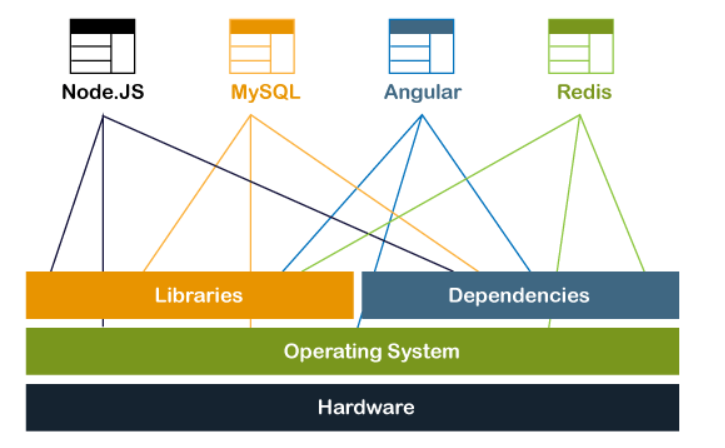 Node.JS
MySQL
Angular
Redis
Libraries
Dependencies
Operating System
Hardware